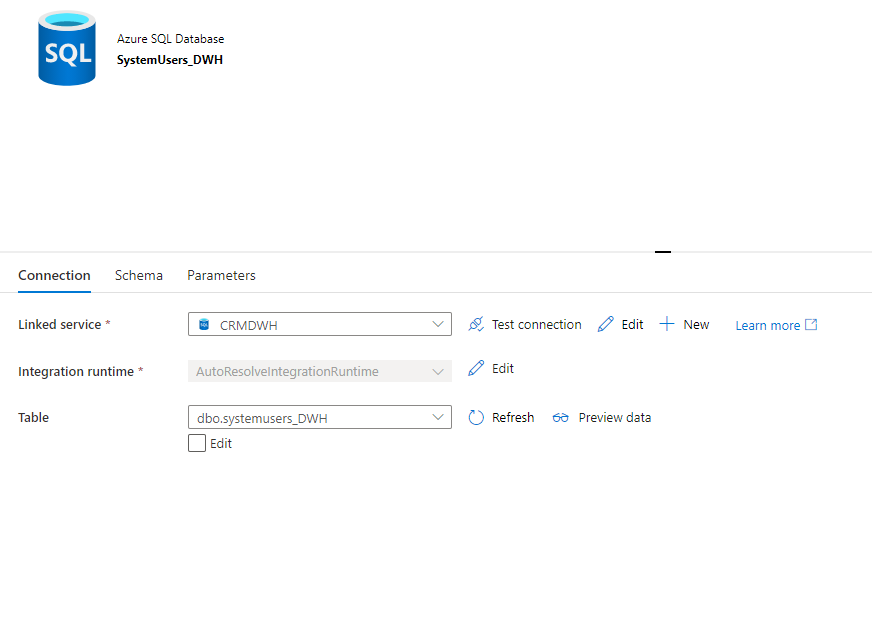 SQL
Azure SQL Database
SystemUsers_DWH
Connection Schema Parameters
Linked service * CRMDWH Test connection Edit New Learn more
Integration runtime * AutoResolveIntegrationRuntime Edit
Table dbo.systemusers_DWH Refresh Preview data
Edit